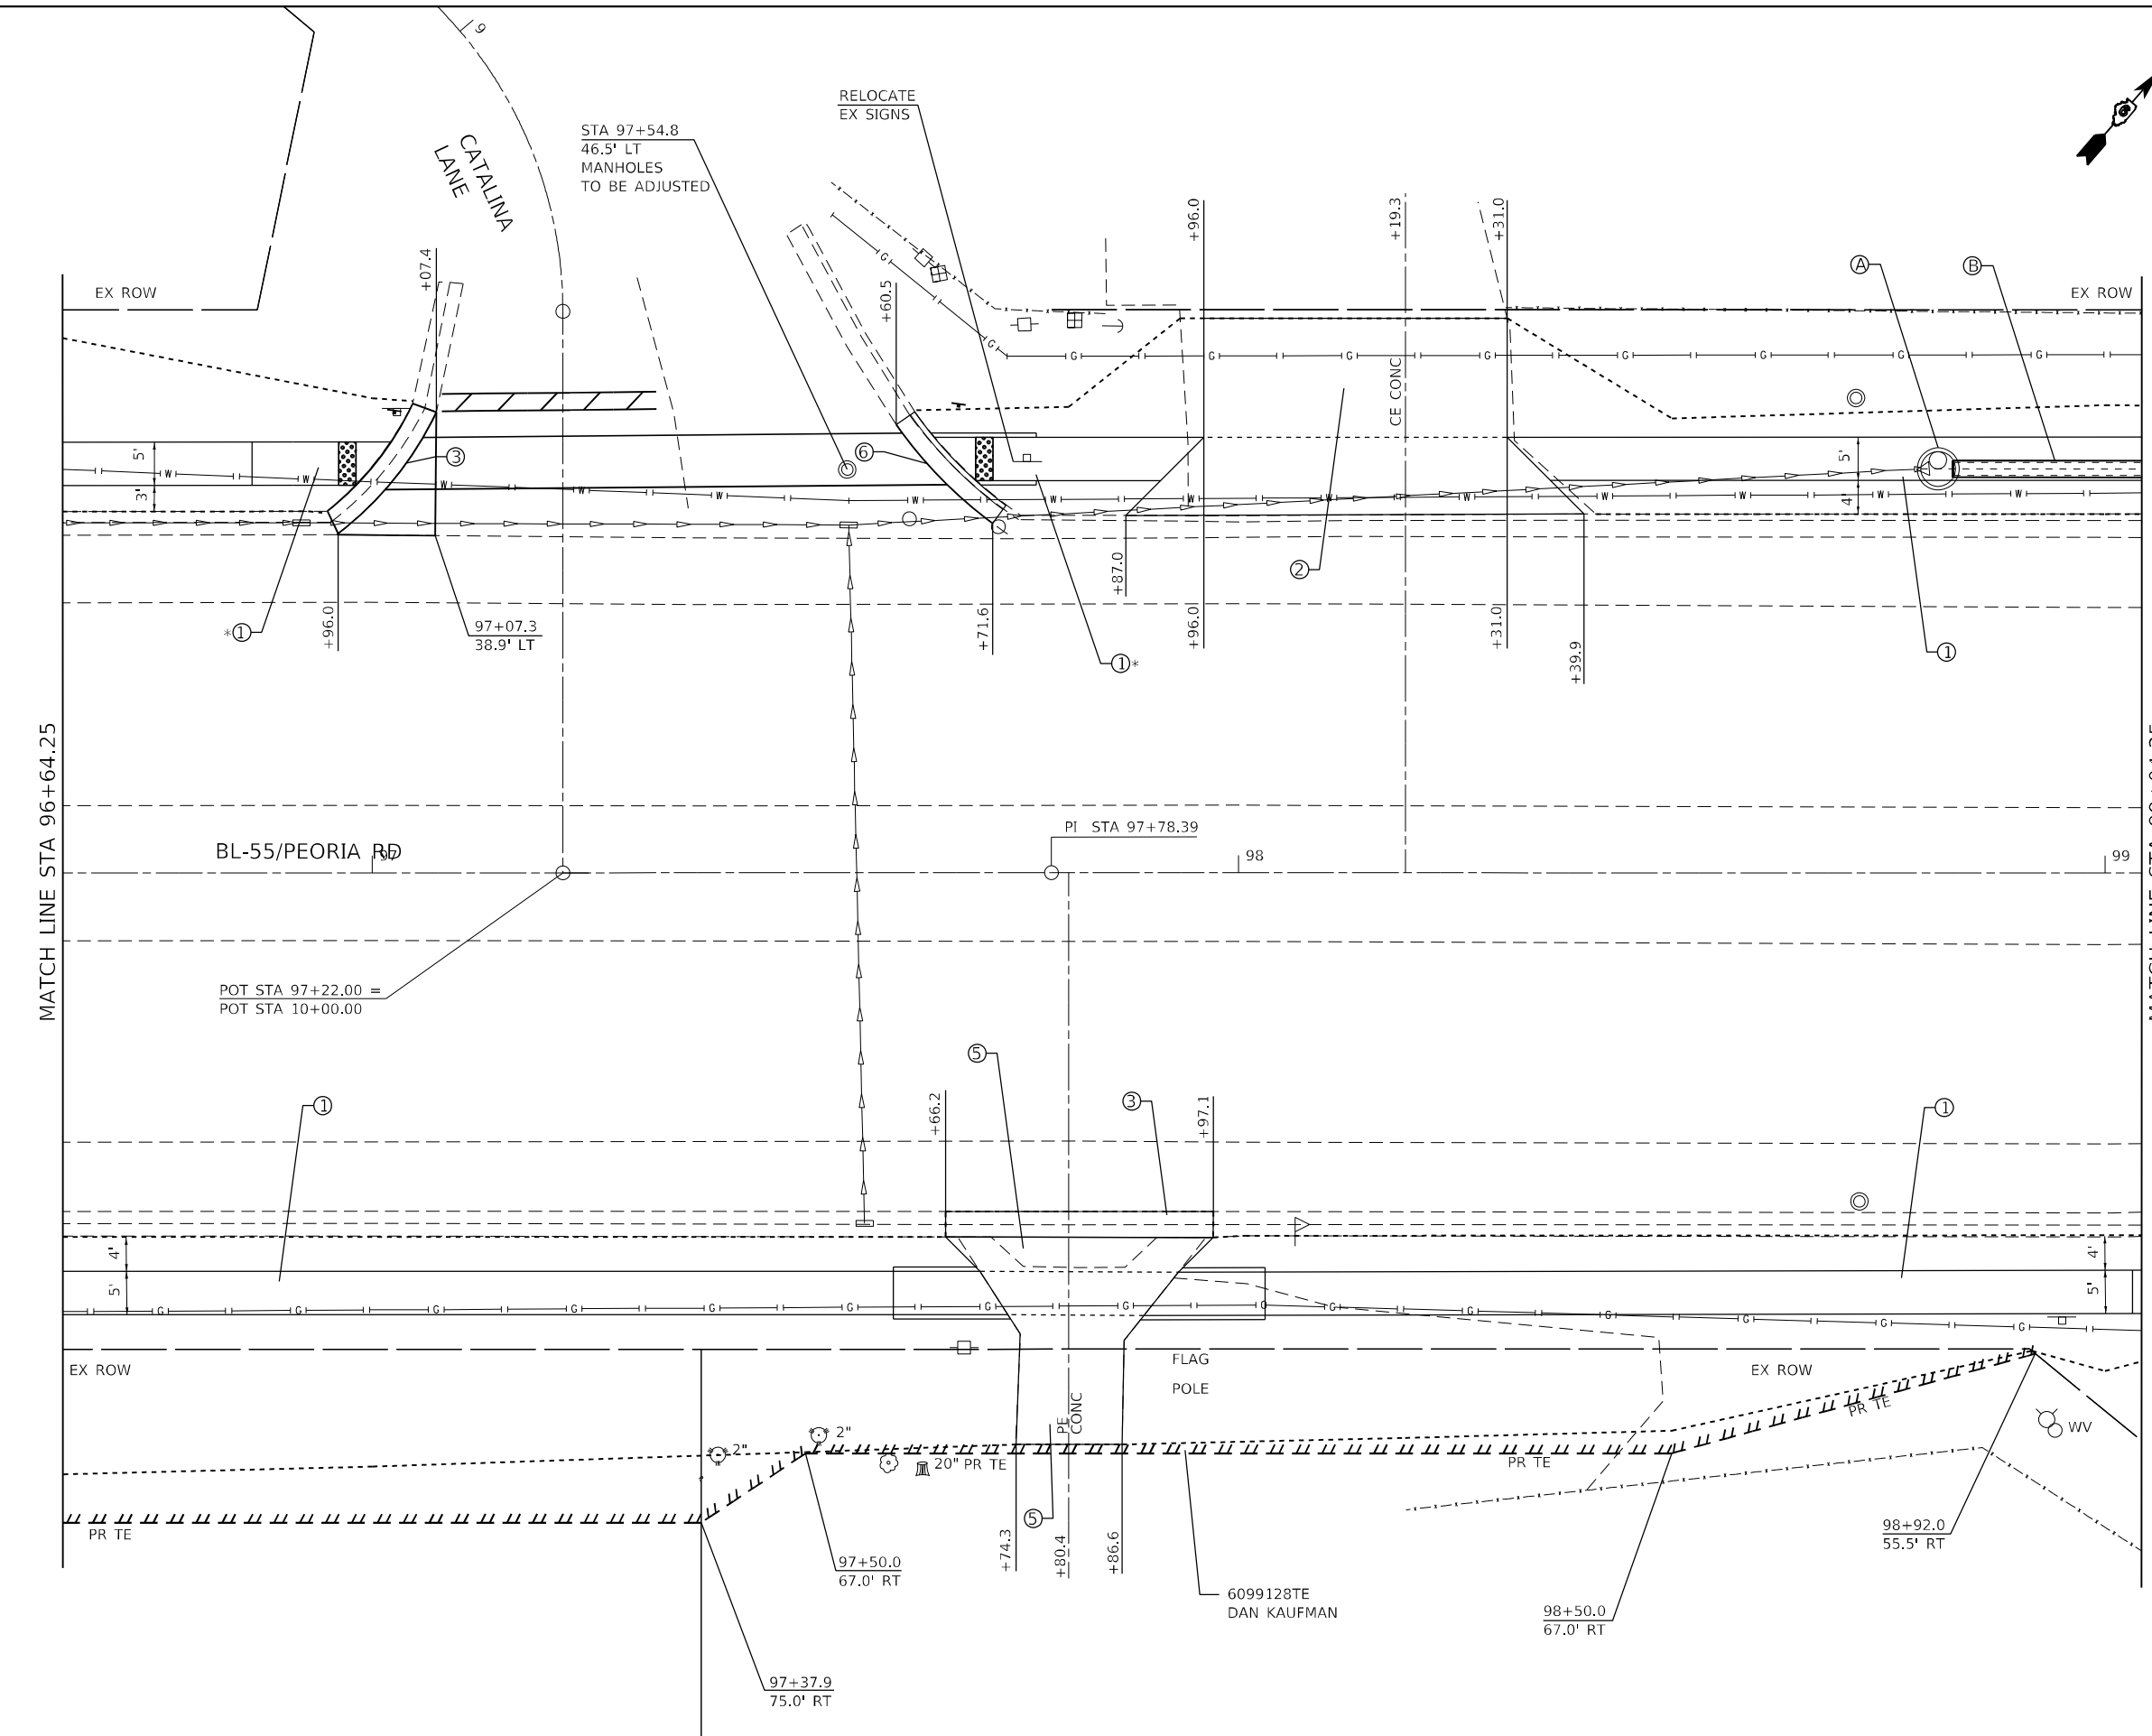 9
RELOCATE
EX SIGNS
STA 97+54.8
46.5' LT
MANHOLES
TO BE ADJUSTED
CATALINA
LANE
+07.4
+60.5
+96.0
+19.3
+31.0
A
B
EX ROW
EX ROW
G
G G G G G G G G
CE CONC
5'
3'
3
6
5'
4'
W W W W W W W W W W W W W W
2
*1
+96.0
97+07.3
38.9' LT
+71.6
1*
+87.0
+96.0
+31.0
+39.9
1
MATCH LINE STA 96+64.25
BL-55/PEORIA RD
97
PI STA 97+78.39
98
99
POT STA 97+22.00 =
POT STA 10+00.00
5
3
1
1
+66.2
+97.1
4'
5'
4'
5'
G G G G G G G G G G G G G G
EX ROW
FLAG
POLE
EX ROW
PE
CONC
PR TE
WV
2"
2"
20" PR TE
PR TE
PR TE
5
+74.3
+80.4
+86.6
97+50.0
67.0' RT
98+92.0
55.5' RT
6099128TE
DAN KAUFMAN
98+50.0
67.0' RT
97+37.9
75.0' RT